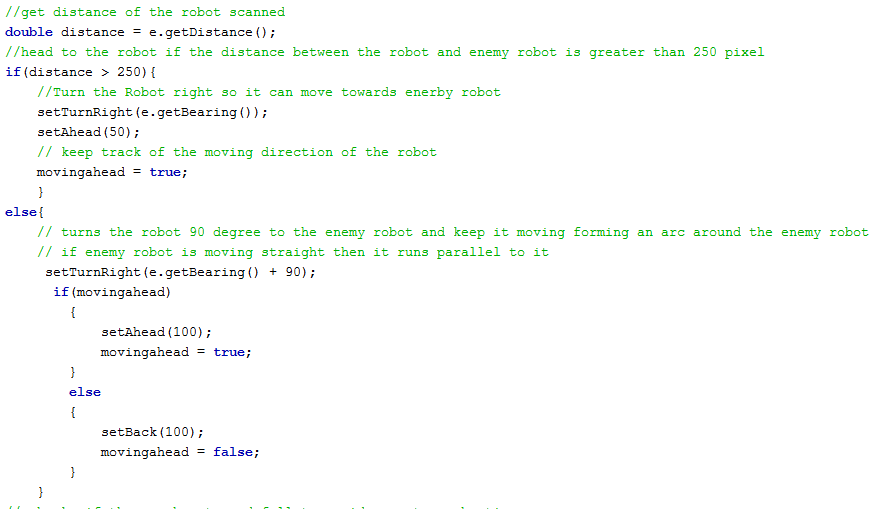 //get distance of the robot scanned
double distance = e.getDistance();
//head to the robot if the distance between the robot and enemy robot is greater than 250 pixel
if(distance > 250){
//Turn the Robot right so it can move towards enerby robot
setTurnRight(e.getBearing());
setAhead(50);
// keep track of the moving direction of the robot
movingahead = true;
}
else{
// turns the robot 90 degree to the enemy robot and keep it moving forming an arc around the enemy robot
// if enemy robot is moving straight then it runs parallel to it
setTurnRight(e.getBearing() + 90);
if(movingahead)
{
setAhead(100);
movingahead = true;
}
else
{
setBack(100);
movingahead = false;
}
}